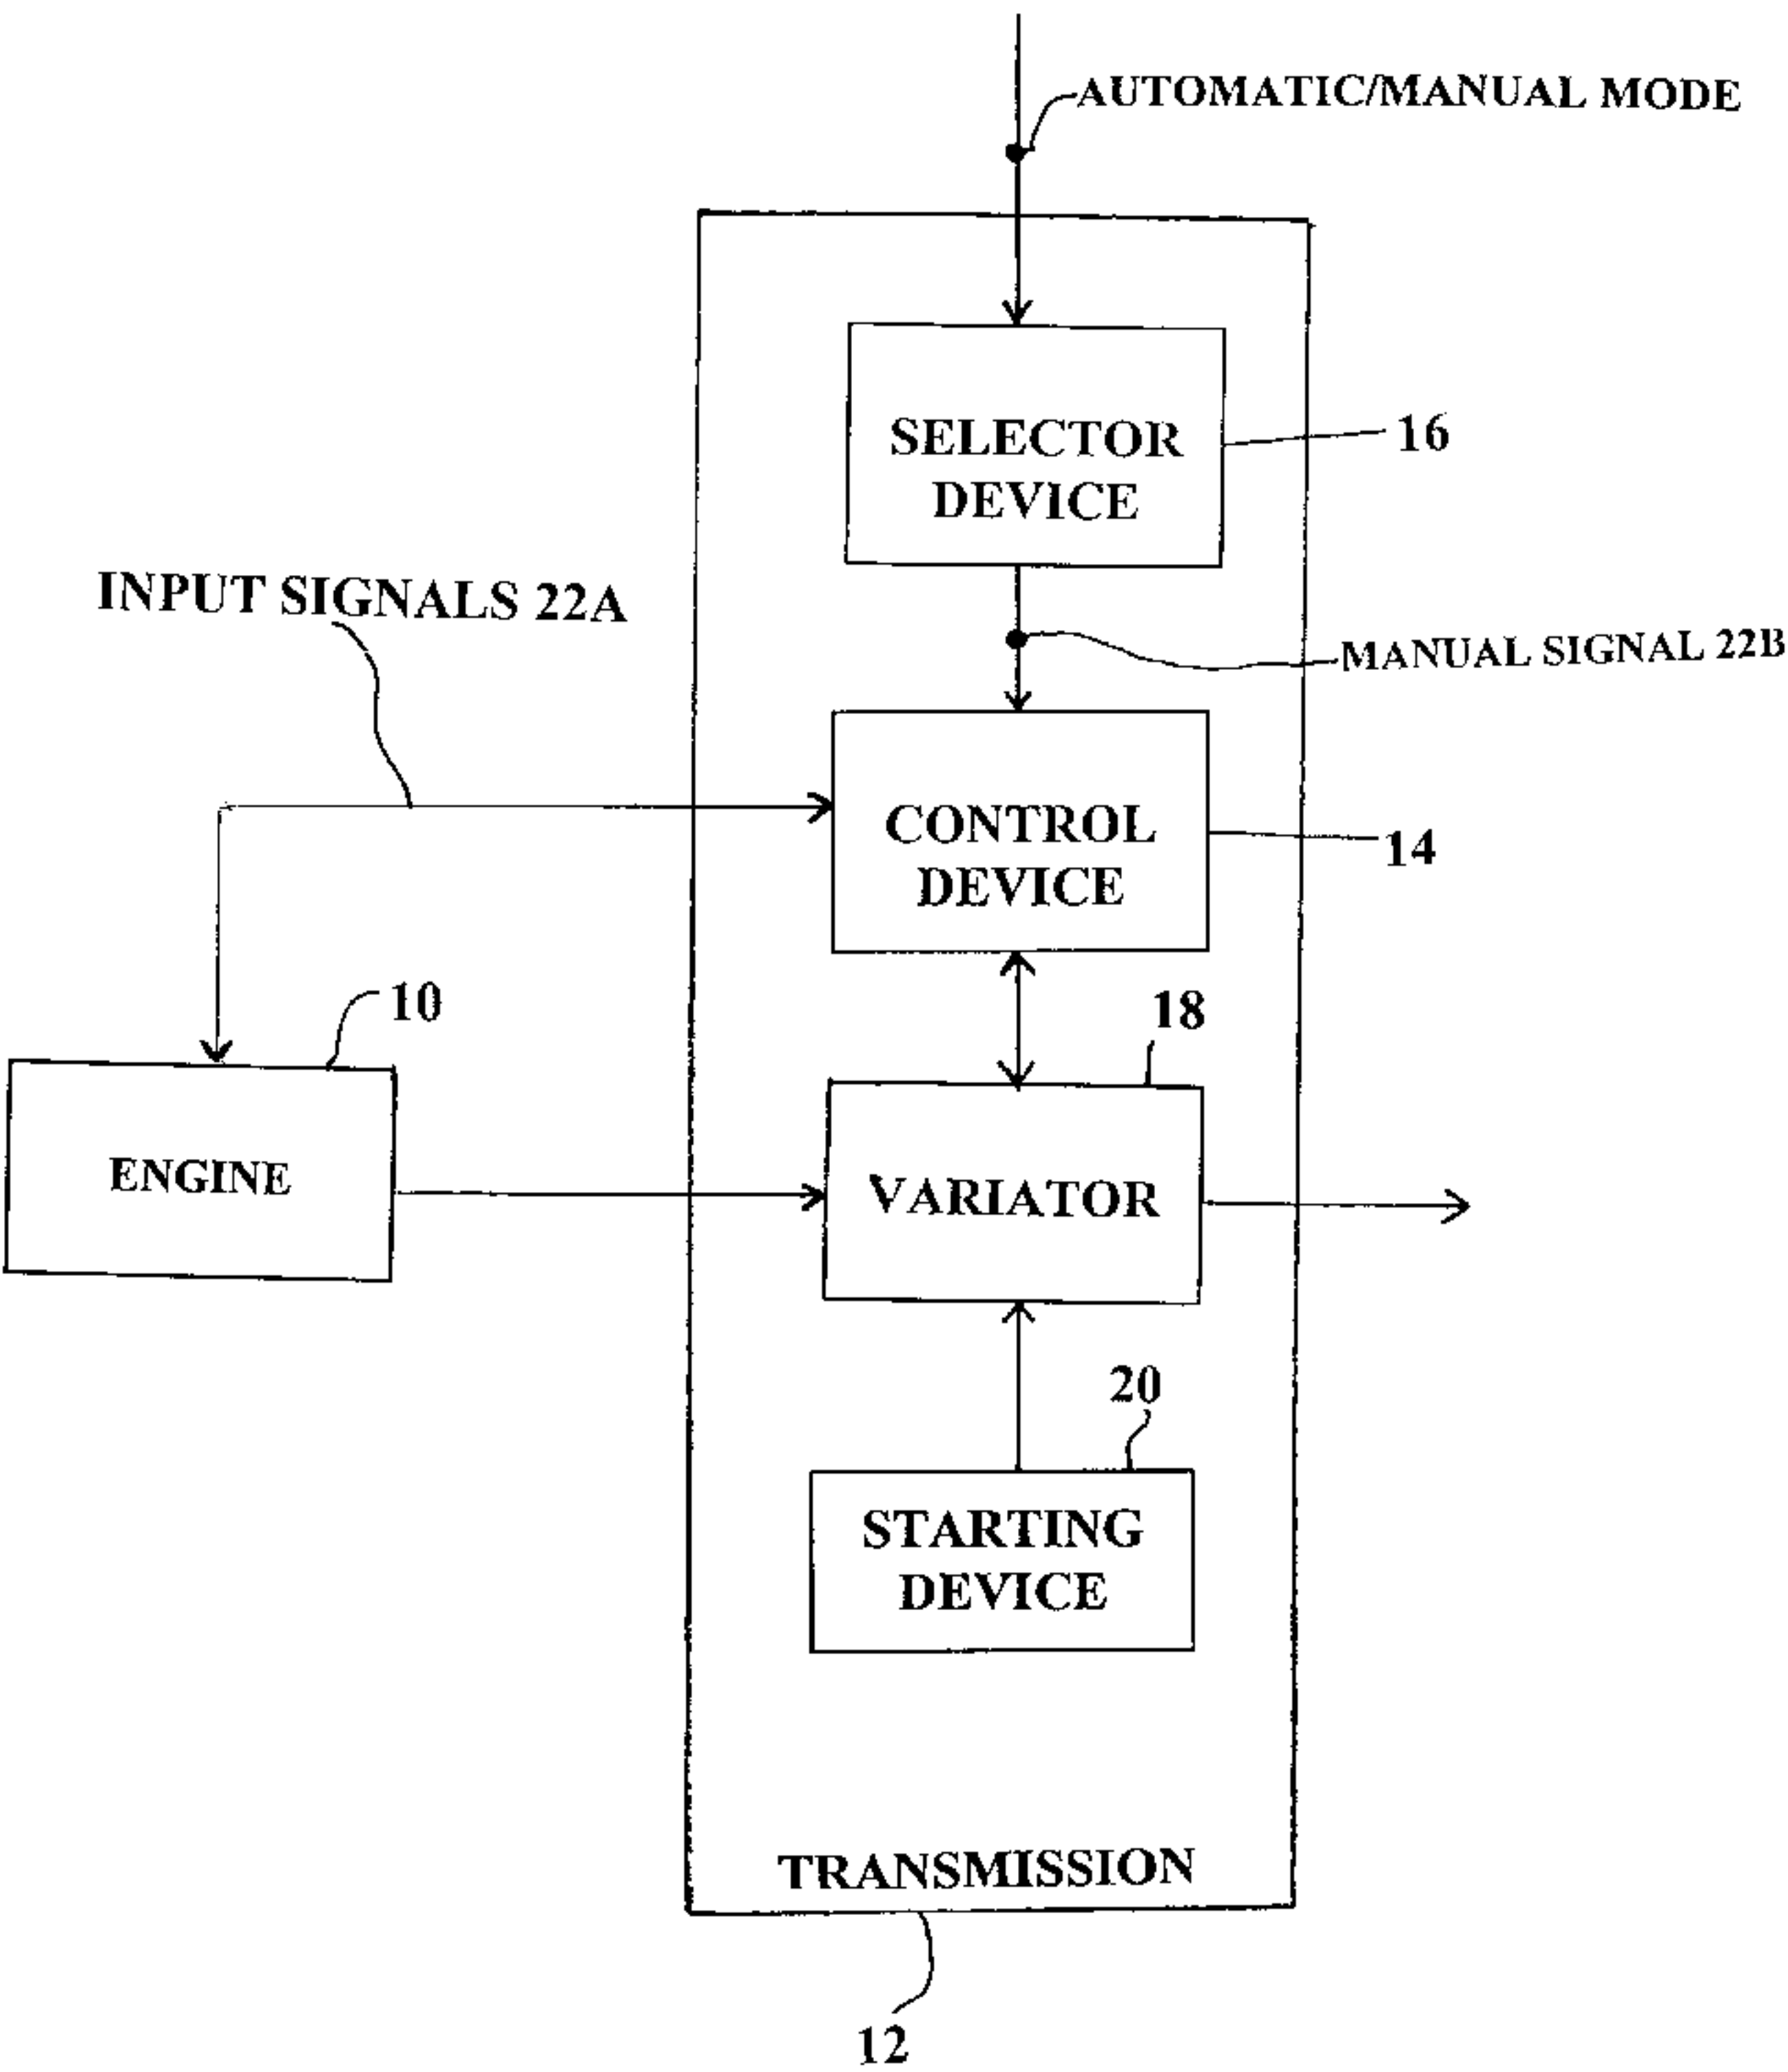 AUTOMATIC/MANUAL MODE
SELECTOR
DEVICE
16
INPUT SIGNALS 22A
MANUAL SIGNAL 22B
CONTROL
DEVICE
14
10
18
ENGINE
VARIATOR
20
STARTING
DEVICE
TRANSMISSION
12